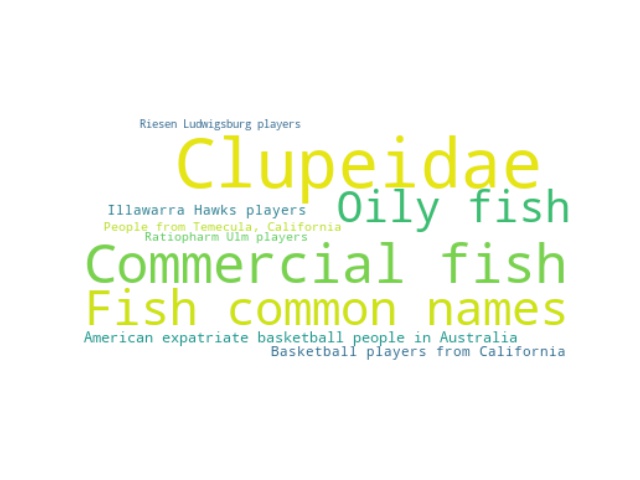 Riesen Ludwigsburg players
Clupeidae
Oily fish
Illawarra Hawks players
People from Temecula, California
Ratiopharm Ulm players
Commercial fish
Fish common names
American expatriate basketball people in Australia
Basketball players from California